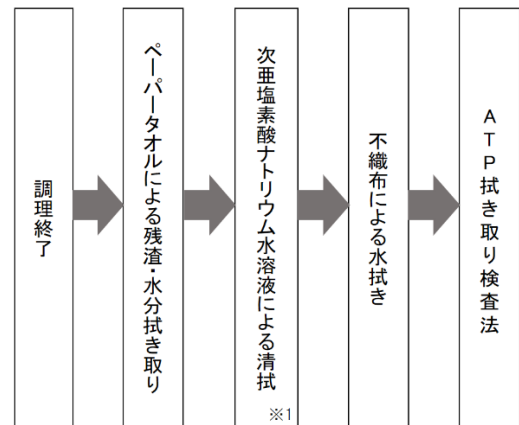 調理終了
ペーパータオルによる残渣・水分拭き取り
次亜塩素酸ナトリウム水溶液による清拭
※1
不織布による水拭き
ATP拭き取り検査法